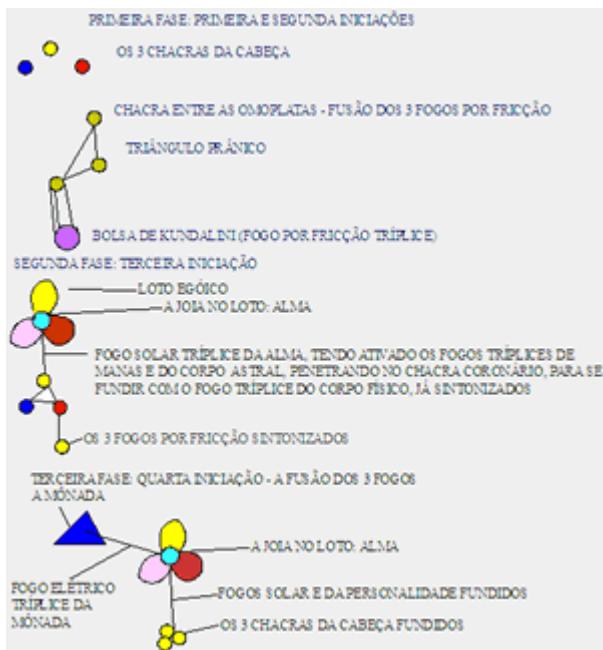 PRIMEIRA FASE: PRIMEIRA E SEGUNDA INICIAÇÕES
OS 3 CHACRAS DA CABEÇA
CHACRA ENTRE AS OMOPLATAS - FUSÃO DOS 3 FOGOS POR FRICÇÃO
TRIÂNGULO PRÂNICO
BOLSA DE KUNDALINI (FOGO POR FRICÇÃO TRÍPLICE)
SEGUNDA FASE: TERCEIRA INICIAÇÃO
LOTO EGÓICO
A JOIA NO LOTO: ALMA
FOGO SOLAR TRÍPLICE DA ALMA, TENDO ATIVADO OS FOGOS TRÍPLICES DE
MANAS E DO CORPO ASTRAL, PENETRANDO NO CHACRA CORONÁRIO, PARA SE
FUNDIR COM O FOGO TRÍPLICE DO CORPO FÍSICO, JÁ SINTONIZADOS
OS 3 FOGOS POR FRICÇÃO SINTONIZADOS
TERCEIRA FASE: QUARTA INICIAÇÃO - A FUSÃO DOS 3 FOGOS
A MÔNADA
A JOIA NO LOTO: ALMA
FOGO ELÉTRICO
TRÍPLICE DA
MÔNADA
FOGOS SOLAR E DA PERSONALIDADE FUNDIDOS
OS 3 CHACRAS DA CABEÇA FUNDIDOS